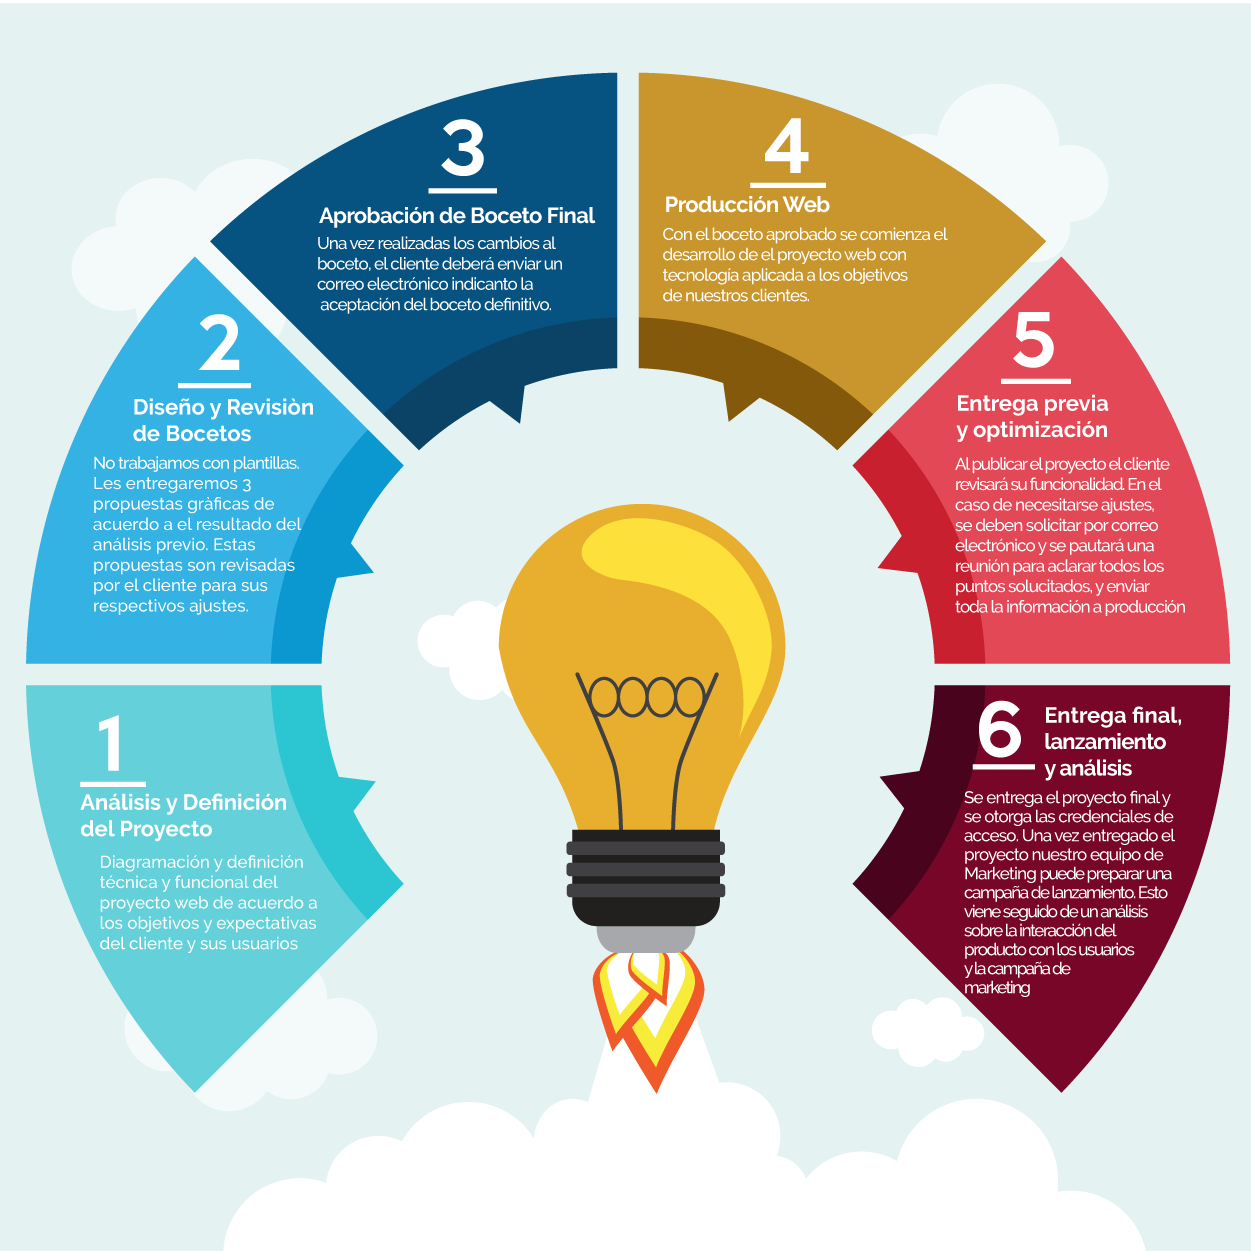 1
Análisis y Definición
del Proyecto
Diagramación y definición
técnica y funcional del
proyecto web de acuerdo a
los objetivos y expectativas
del cliente y sus usuarios
2
Diseño y Revisiòn
de Bocetos
No trabajamos con plantillas.
Les entregaremos 3
propuestas gràficas de
acuerdo a el resultado del
análisis previo. Estas
propuestas son revisadas
por el cliente para sus
respectivos ajustes.
3
Aprobación de Boceto Final
Una vez realizadas los cambios al
boceto, el cliente deberá enviar un
correo electrónico indicanto la
aceptación del boceto definitivo.
4
Producción Web
Con el boceto aprobado se comienza el
desarrollo de el proyecto web con
tecnología aplicada a los objetivos
de nuestros clientes.
5
Entrega previa
y optimización
Al publicar el proyecto el cliente
revisará su funcionalidad. En el
caso de necesitarse ajustes,
se deben solicitar por correo
electrónico y se pautará una
reunión para aclarar todos los
puntos solucitados, y enviar
toda la información a producción
6
Entrega final,
lanzamiento
y análisis
Se entrega el proyecto final y
se otorga las credenciales de
acceso. Una vez entregado el
proyecto nuestro equipo de
Marketing puede preparar una
campaña de lanzamiento. Esto
viene seguido de un análisis
sobre la interacción del
producto con los usuarios
y la campaña de
marketing